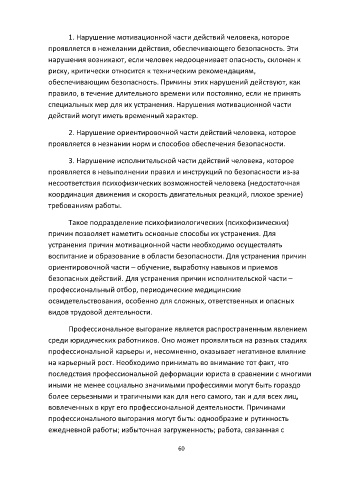 1. Нарушение мотивационной части действий человека, которое
проявляется в нежелании действия, обеспечивающего безопасность. Эти
нарушения возникают, если человек недооценивает опасность, склонен к
риску, критически относится к техническим рекомендациям,
обеспечивающим безопасность. Причины этих нарушений действуют, как
правило, в течение длительного времени или постоянно, если не принять
специальных мер для их устранения. Нарушения мотивационной части
действий могут иметь временный характер.
2. Нарушение ориентировочной части действий человека, которое
проявляется в незнании норм и способов обеспечения безопасности.
3. Нарушение исполнительской части действий человека, которое
проявляется в невыполнении правил и инструкций по безопасности из-за
несоответствия психофизических возможностей человека (недостаточная
координация движения и скорость двигательных реакций, плохое зрение)
требованиям работы.
Такое подразделение психофизиологических (психофизических)
причин позволяет наметить основные способы их устранения. Для
устранения причин мотивационной части необходимо осуществлять
воспитание и образование в области безопасности. Для устранения причин
ориентировочной части – обучение, выработку навыков и приемов
безопасных действий. Для устранения причин исполнительной части –
профессиональный отбор, периодические медицинские
освидетельствования, особенно для сложных, ответственных и опасных
видов трудовой деятельности.
Профессиональное выгорание является распространенным явлением
среди юридических работников. Оно может проявляться на разных стадиях
профессиональной карьеры и, несомненно, оказывает негативное влияние
на карьерный рост. Необходимо принимать во внимание тот факт, что
последствия профессиональной деформации юриста в сравнении с многими
иными не менее социально значимыми профессиями могут быть гораздо
более серьезными и трагичными как для него самого, так и для всех лиц,
вовлеченных в круг его профессиональной деятельности. Причинами
профессионального выгорания могут быть: однообразие и рутинность
ежедневной работы; избыточная загруженность; работа, связанная с
60